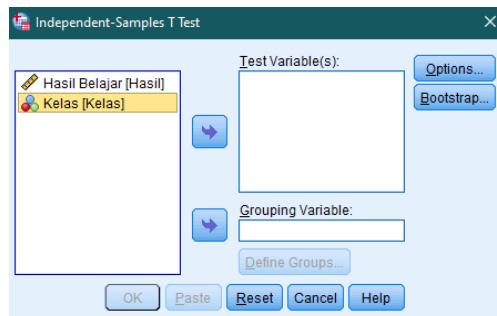 Independent-Samples T Test
Hasil Belajar [Hasil]
Kelas [Kelas]
Test Variable(s):
Options...
Bootstrap...
Grouping Variable:
Define Groups...
OK Paste Reset Cancel Help